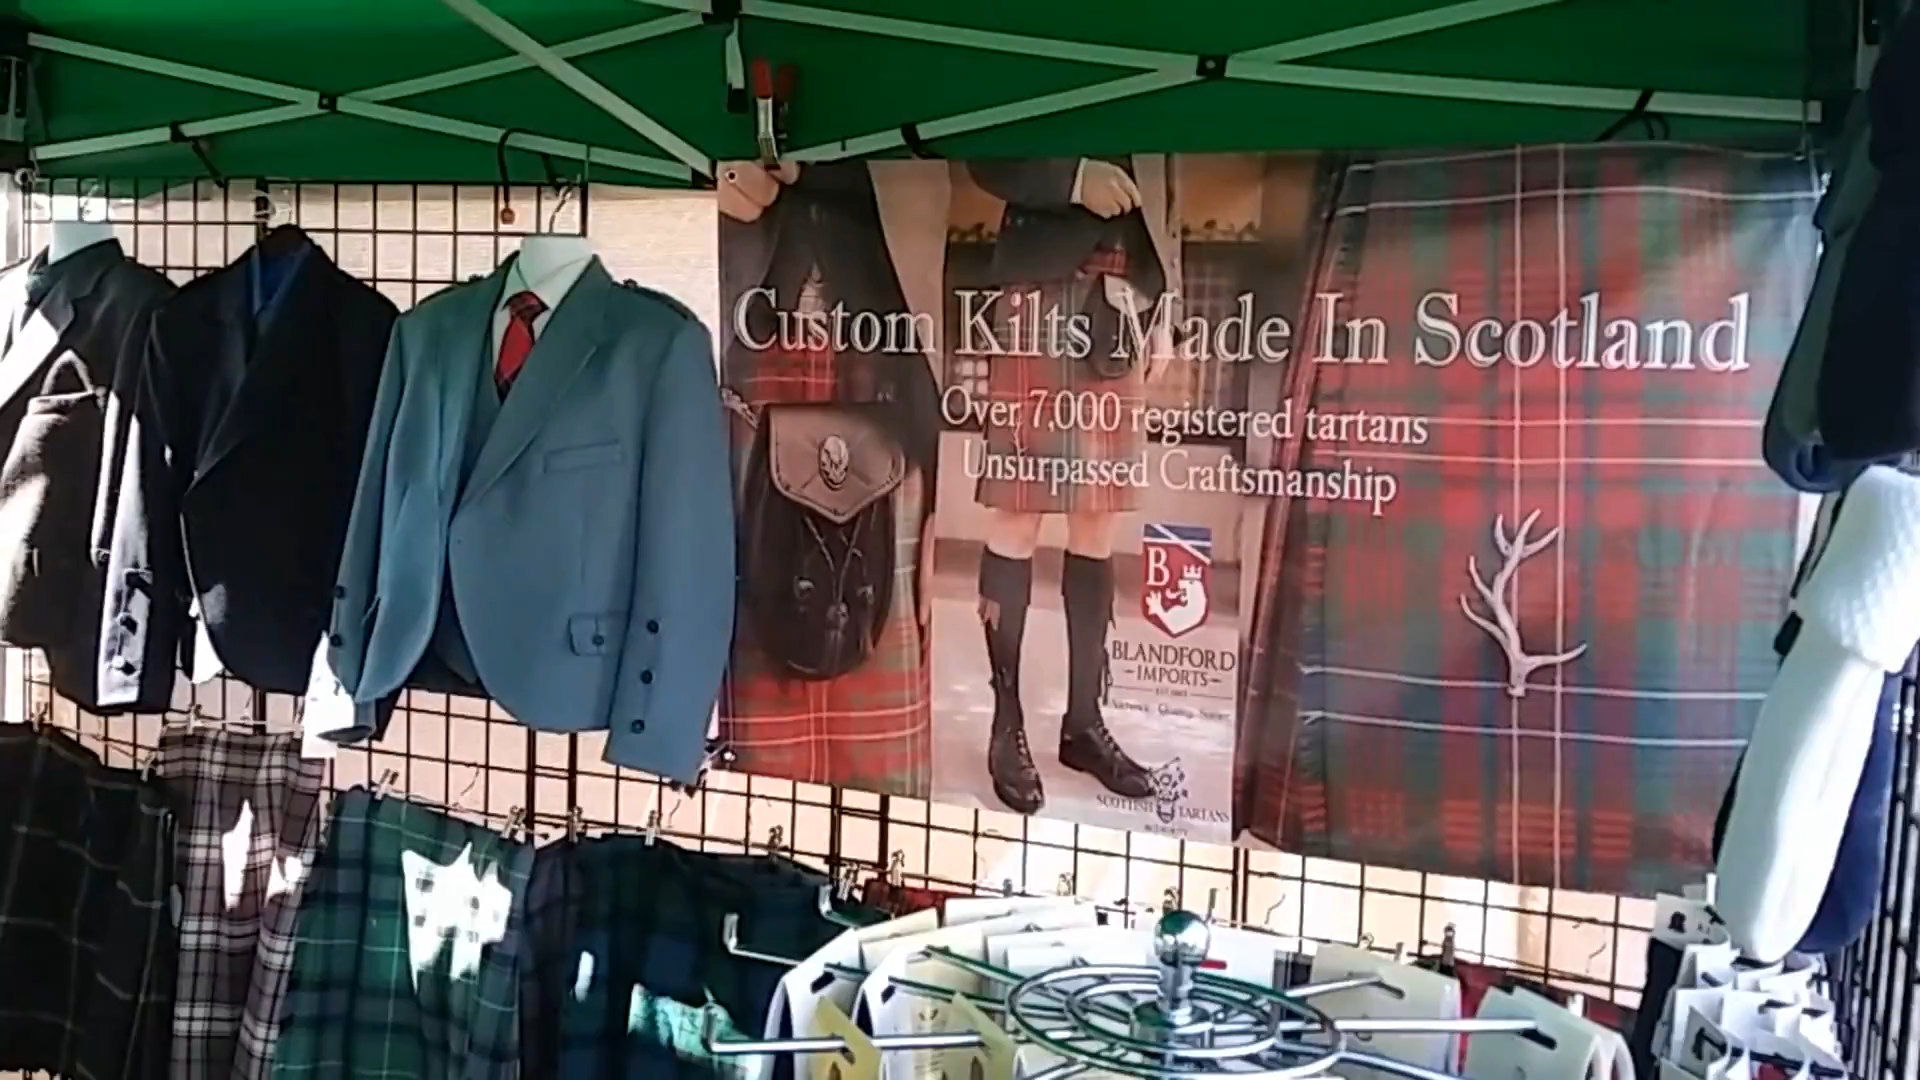 Custom Kilts Made In Scotland
Over 7,000 registered tartans
Unsurpassed Craftsmanship
B
BLANDFORD
-IMPORTS-
SCOTTISH TARTANS